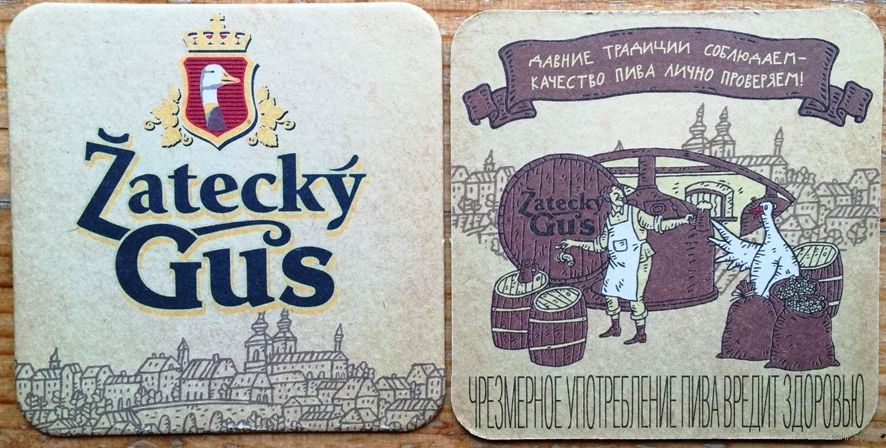 Žatecký
Gus
ДАВНИЕ ТРАДИЦИИ СОБЛЮДАЕМ-
КАЧЕСТВО ПИВА ЛИЧНО ПРОВЕРЯЕМ!
Žatecký
Gus
ЧРЕЗМЕРНОЕ УПОТРЕБЛЕНИЕ ПИВА ВРЕДИТ ЗДОРОВЬЮ